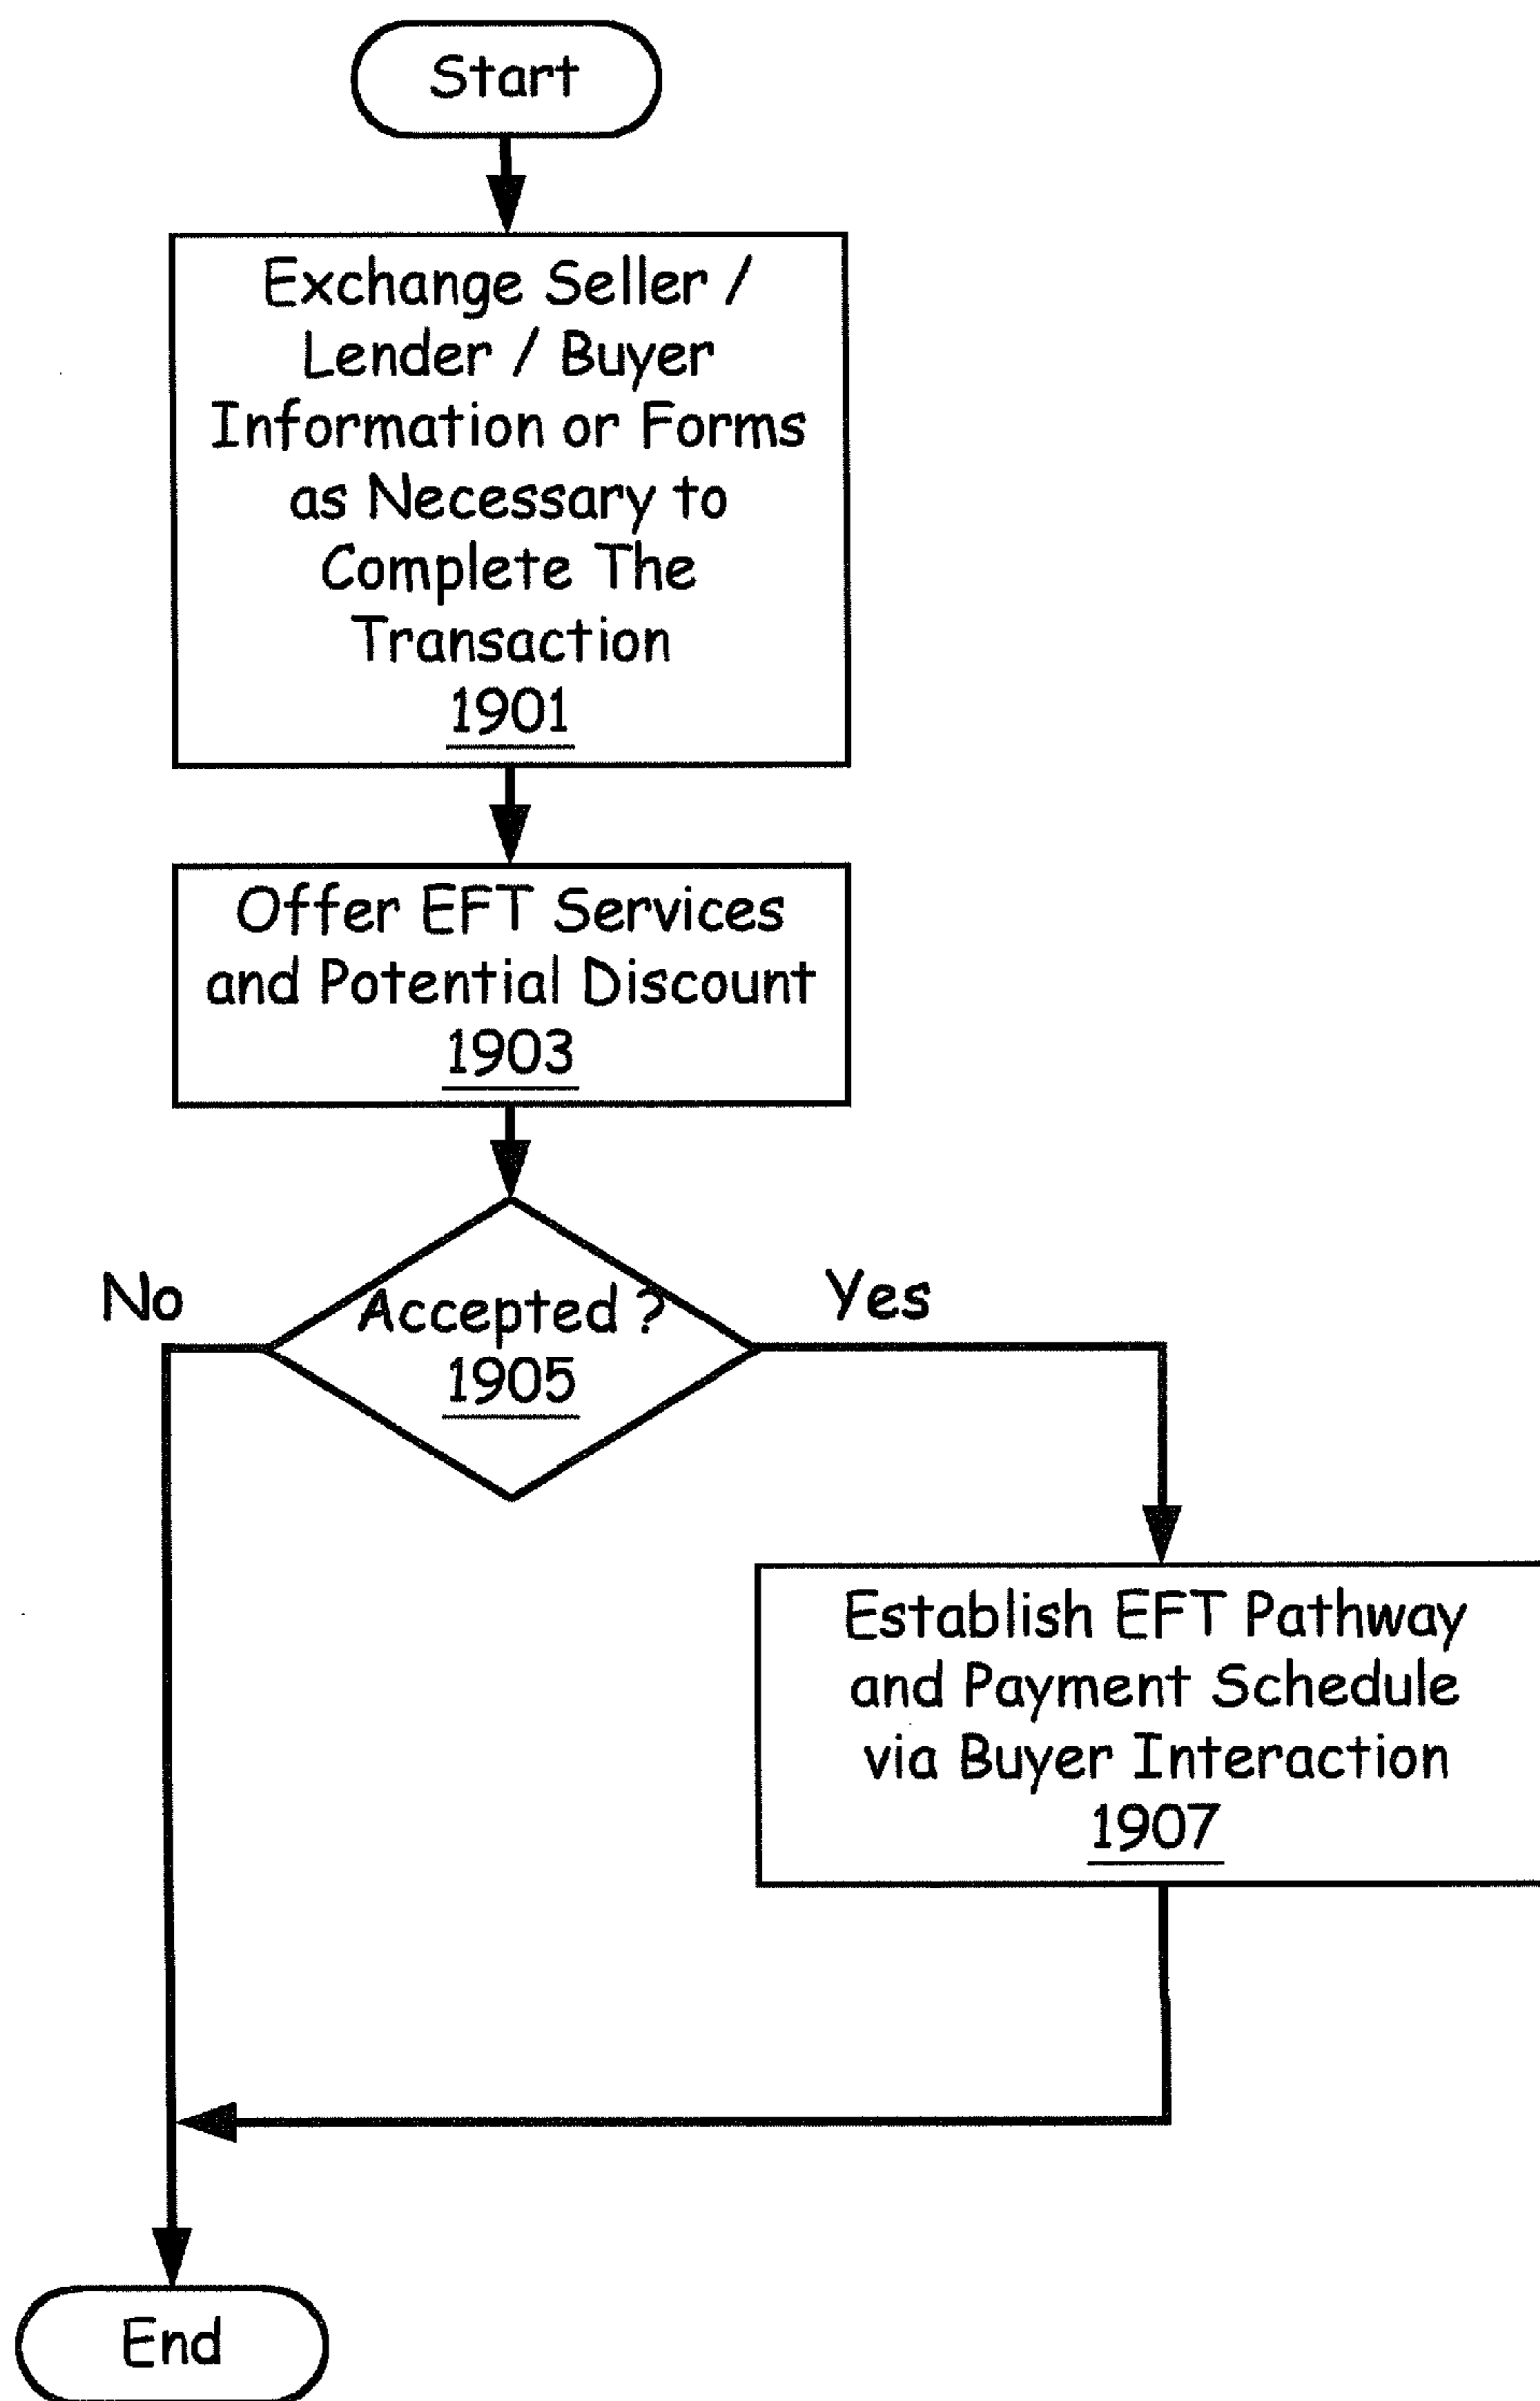 Start
Exchange Seller /
Lender / Buyer
Information or Forms
as Necessary to
Complete The
Transaction
1901
Offer EFT Services
and Potential Discount
1903
No
Accepted ?
Yes
1905
Establish EFT Pathway
and Payment Schedule
via Buyer Interaction
1907
End